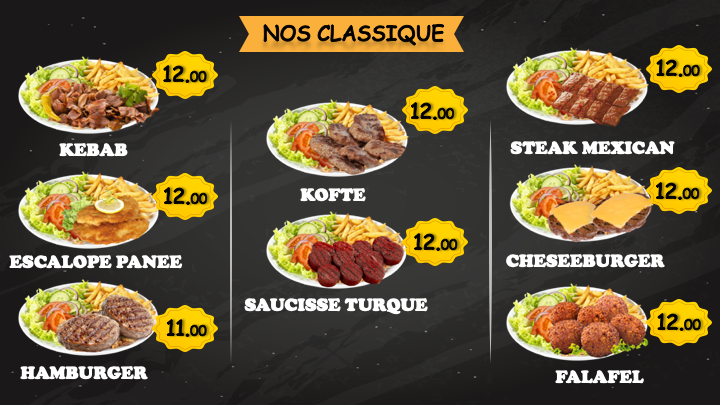 NOS CLASSIQUE
12.00
KEBAB
12.00
ESCALOPE PANEE
11.00
HAMBURGER
12.00
KOFTE
12.00
SAUCISSE TURQUE
12.00
STEAK MEXICAN
12.00
CHESEEBURGER
12.00
FALAFEL